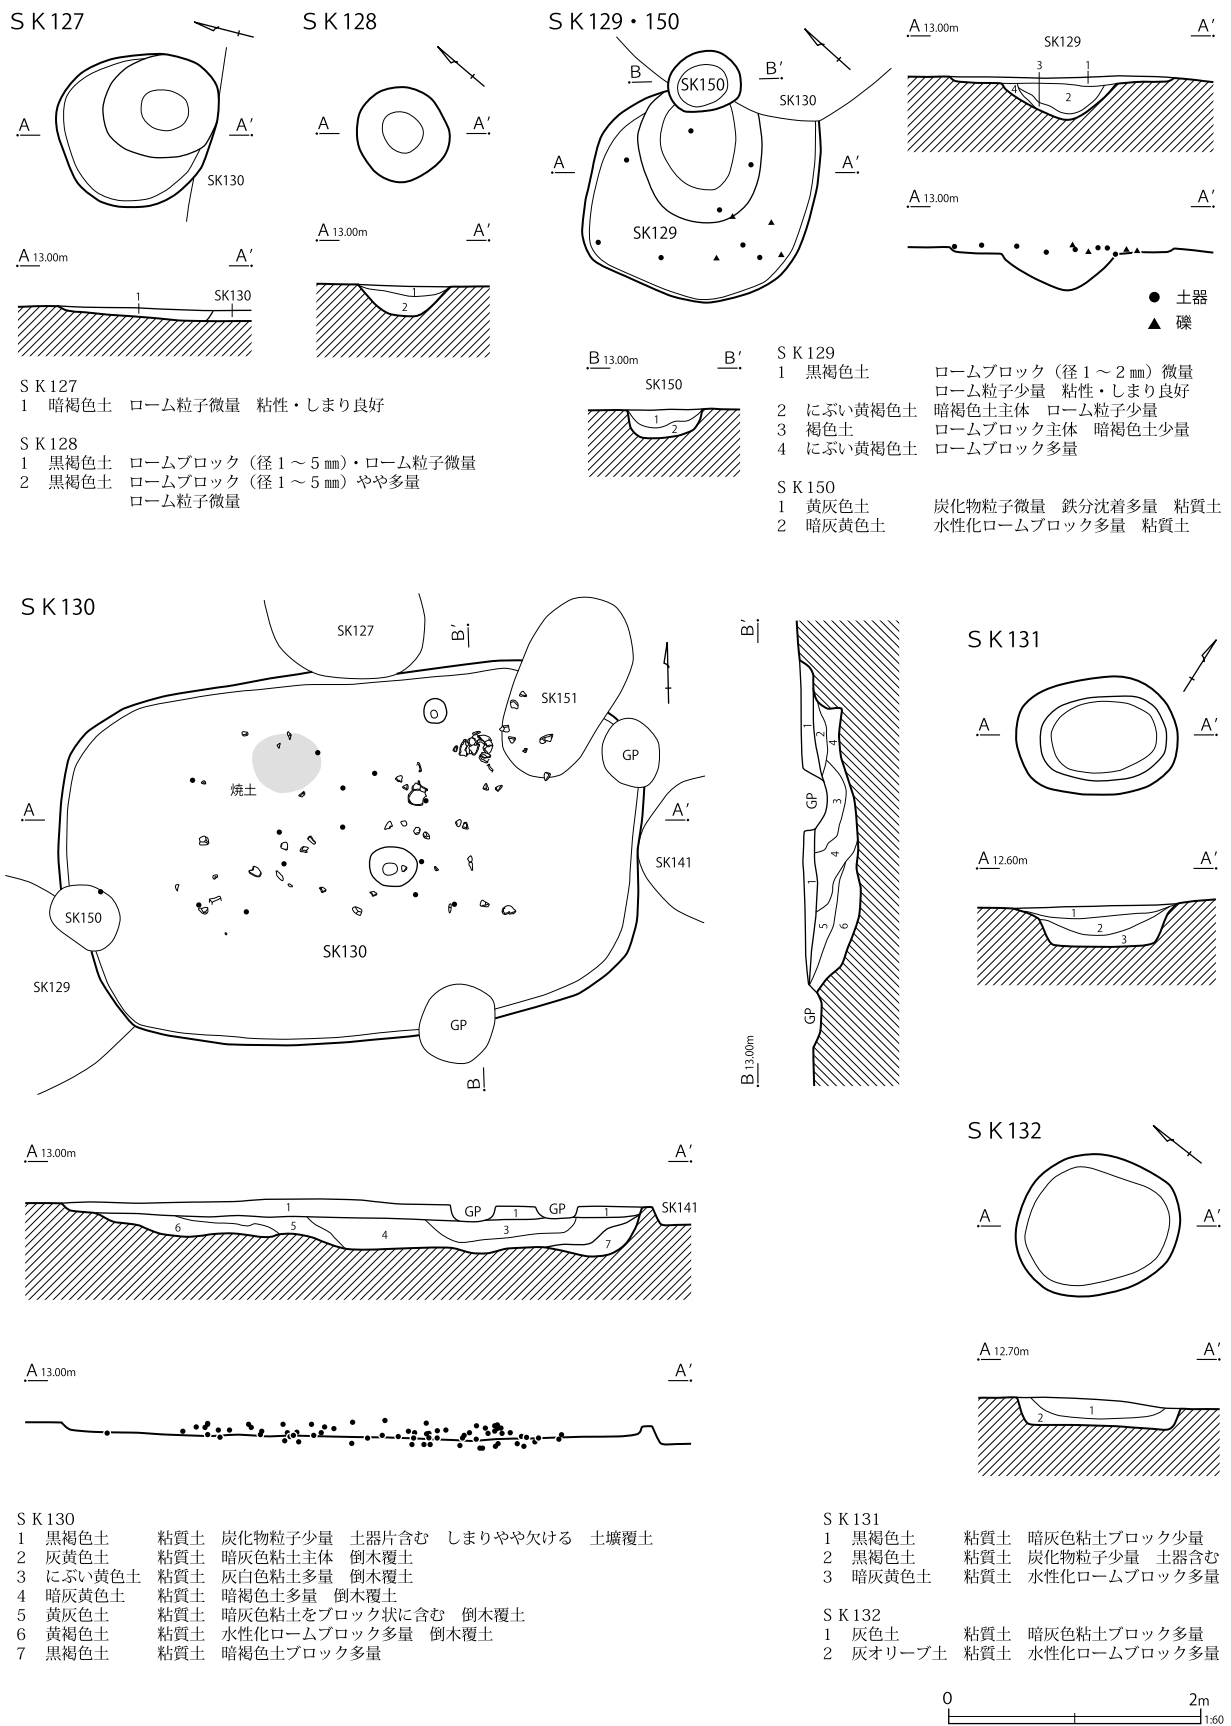 SK127
A
A′
SK130
A 13.00m
A′
1
SK130
SK127
1　暗褐色土　ローム粒子微量　粘性・しまり良好
SK128
A
A′
A 13.00m
A′
1
2
SK128
1　黒褐色土　ロームブロック（径1～5㎜）・ローム粒子微量
2　黒褐色土　ロームブロック（径1～5㎜）やや多量
ローム粒子微量
SK129・150
B
B′
SK150
SK130
A
A′
SK129
A 13.00m
A′
SK129
3
1
4
2
A 13.00m
A′
土器
礫
B 13.00m
B′
SK150
1
2
SK129
1　黒褐色土　ロームブロック（径1～2㎜）微量
ローム粒子少量　粘性・しまり良好
2　にぶい黄褐色土　暗褐色土主体　ローム粒子少量
3　褐色土　ロームブロック主体　暗褐色土少量
4　にぶい黄褐色土　ロームブロック多量
SK150
1　黄灰色土　炭化物粒子微量　鉄分沈着多量　粘質土
2　暗灰黄色土　水性化ロームブロック多量　粘質土
SK130
SK127
B′
SK151
GP
焼土
A
A′
SK141
SK150
SK130
SK129
GP
B
B′
1
2
4
GP
3
4
1
5
6
GP
B 13.00m
A 13.00m
A′
1
GP
1
GP
1
SK141
6
5
4
3
7
A 13.00m
A′
SK130
1　黒褐色土　粘質土　炭化物粒子少量　土器片含む　しまりやや欠ける　土壙覆土
2　灰黄色土　粘質土　暗灰色粘土主体　倒木覆土
3　にぶい黄色土　粘質土　灰白色粘土多量　倒木覆土
4　暗灰黄色土　粘質土　暗褐色土多量　倒木覆土
5　黄灰色土　粘質土　暗灰色粘土をブロック状に含む　倒木覆土
6　黄褐色土　粘質土　水性化ロームブロック多量　倒木覆土
7　黒褐色土　粘質土　暗褐色土ブロック多量
SK131
A
A′
A 12.60m
A′
1
2
3
SK132
A
A′
A 12.70m
A′
1
2
SK131
1　黒褐色土　粘質土　暗灰色粘土ブロック少量
2　黒褐色土　粘質土　炭化物粒子少量　土器含む
3　暗灰黄色土　粘質土　水性化ロームブロック多量
SK132
1　灰色土　粘質土　暗灰色粘土ブロック多量
2　灰オリーブ土　粘質土　水性化ロームブロック多量
0
2m
1:60